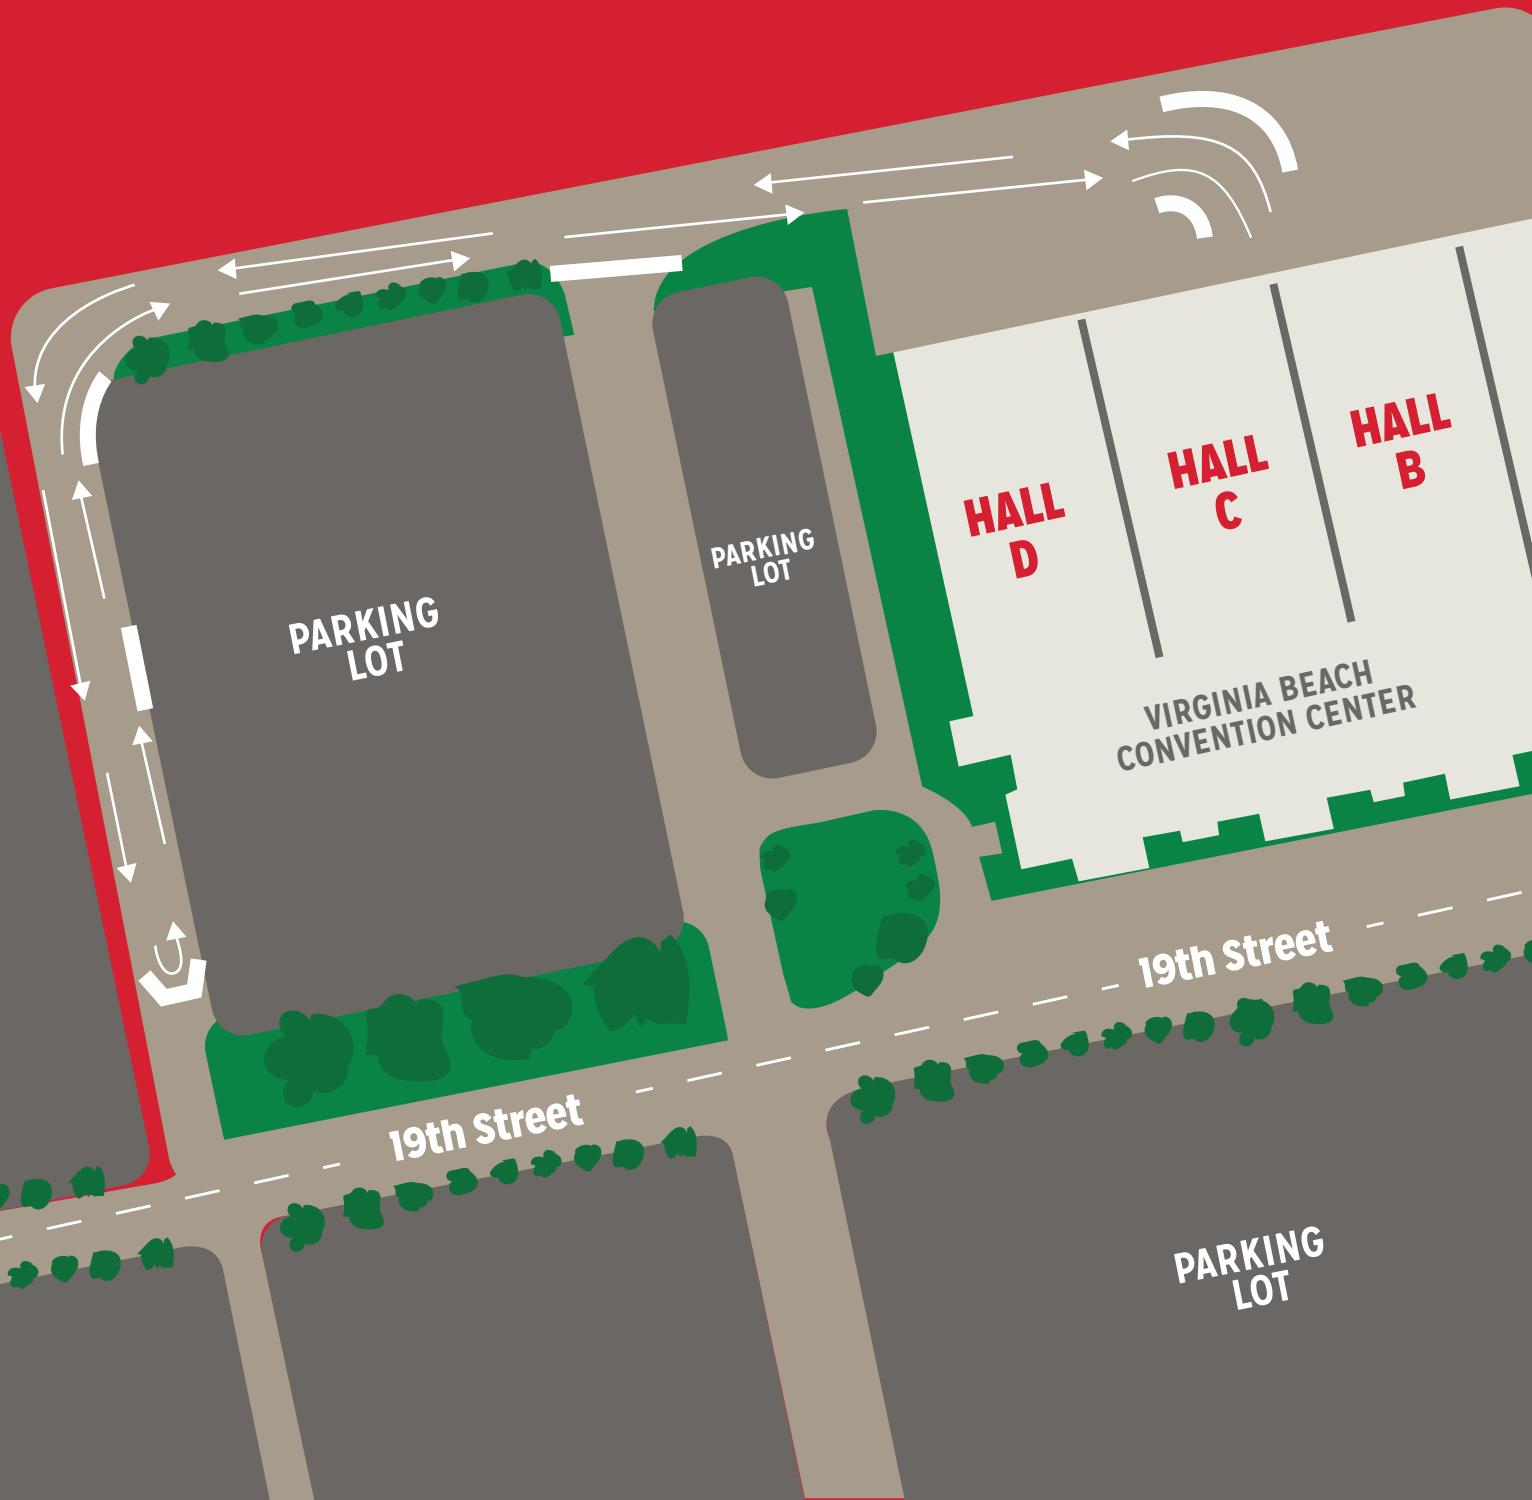 HALL
B
HALL
C
HALL
D
PARKING
LOT
PARKING
LOT
VIRGINIA BEACH
CONVENTION CENTER
19th Street
19th Street
PARKING
LOT